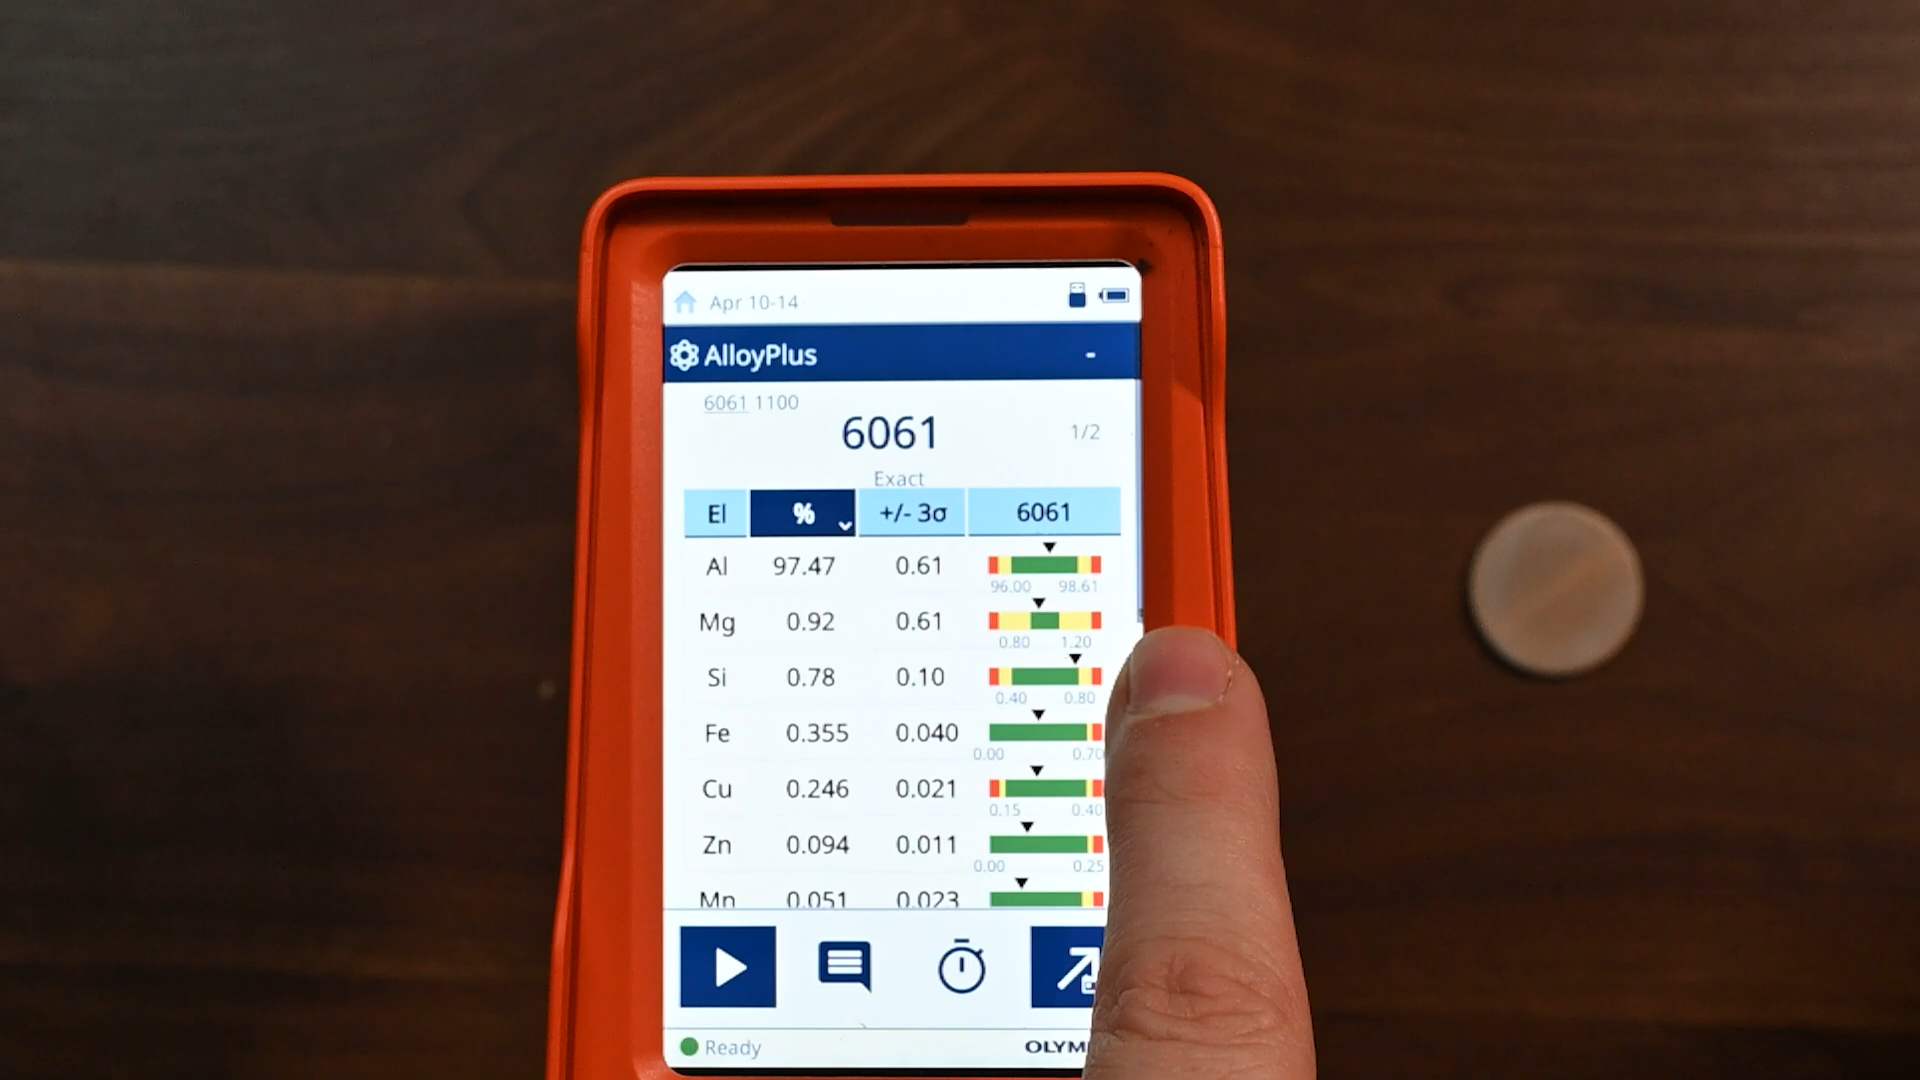 Apr 10-14
AlloyPlus -
6061 1100
6061 1/2
Exact
El % +/- 3σ 6061
Al 97.47 0.61
96.00 98.61
Mg 0.92 0.61
0.80 1.20
Si 0.78 0.10
0.40 0.80
Fe 0.355 0.040
0.00 0.70
Cu 0.246 0.021
0.15 0.40
Zn 0.094 0.011
0.00 0.25
Mn 0.051 0.023
Ready OLYM